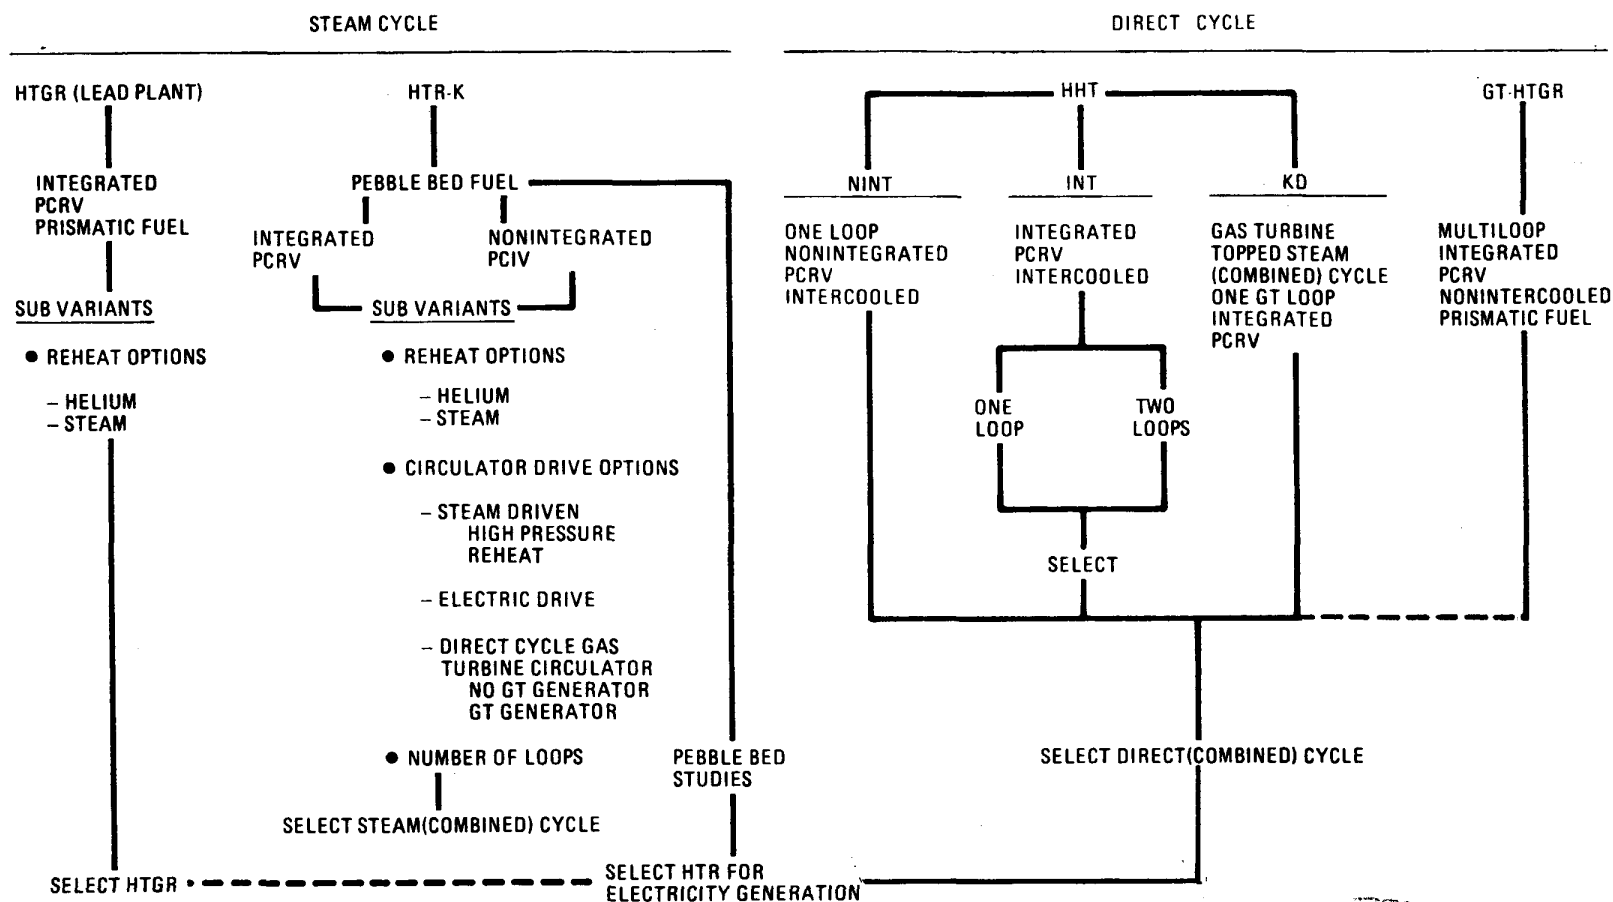 STEAM CYCLE
HTGR (LEAD PLANT)
INTEGRATED
PCRV
PRISMATIC FUEL
SUB VARIANTS
● REHEAT OPTIONS
– HELIUM
– STEAM
SELECT HTGR
HTR-K
PEBBLE BED FUEL
INTEGRATED
PCRV
NONINTEGRATED
PCIV
SUB VARIANTS
● REHEAT OPTIONS
– HELIUM
– STEAM
● CIRCULATOR DRIVE OPTIONS
– STEAM DRIVEN
HIGH PRESSURE
REHEAT
– ELECTRIC DRIVE
– DIRECT CYCLE GAS
TURBINE CIRCULATOR
NO GT GENERATOR
GT GENERATOR
● NUMBER OF LOOPS
SELECT STEAM(COMBINED) CYCLE
PEBBLE BED
STUDIES
SELECT HTR FOR
ELECTRICITY GENERATION
DIRECT CYCLE
HHT
NINT
ONE LOOP
NONINTEGRATED
PCRV
INTERCOOLED
INT
INTEGRATED
PCRV
INTERCOOLED
ONE
LOOP
TWO
LOOPS
SELECT
KD
GAS TURBINE
TOPPED STEAM
(COMBINED) CYCLE
ONE GT LOOP
INTEGRATED
PCRV
GT-HTGR
MULTILOOP
INTEGRATED
PCRV
NONINTERCOOLED
PRISMATIC FUEL
SELECT DIRECT(COMBINED) CYCLE